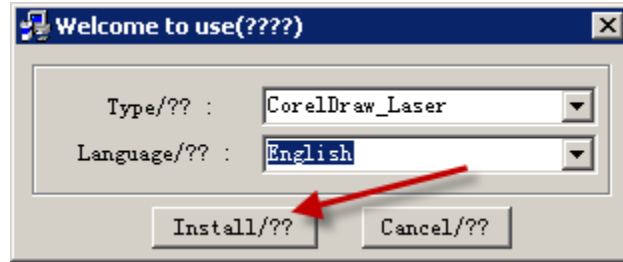 Welcome to use(????)
Type/?? : CorelDraw_Laser
Language/?? : English
Install/?? Cancel/??